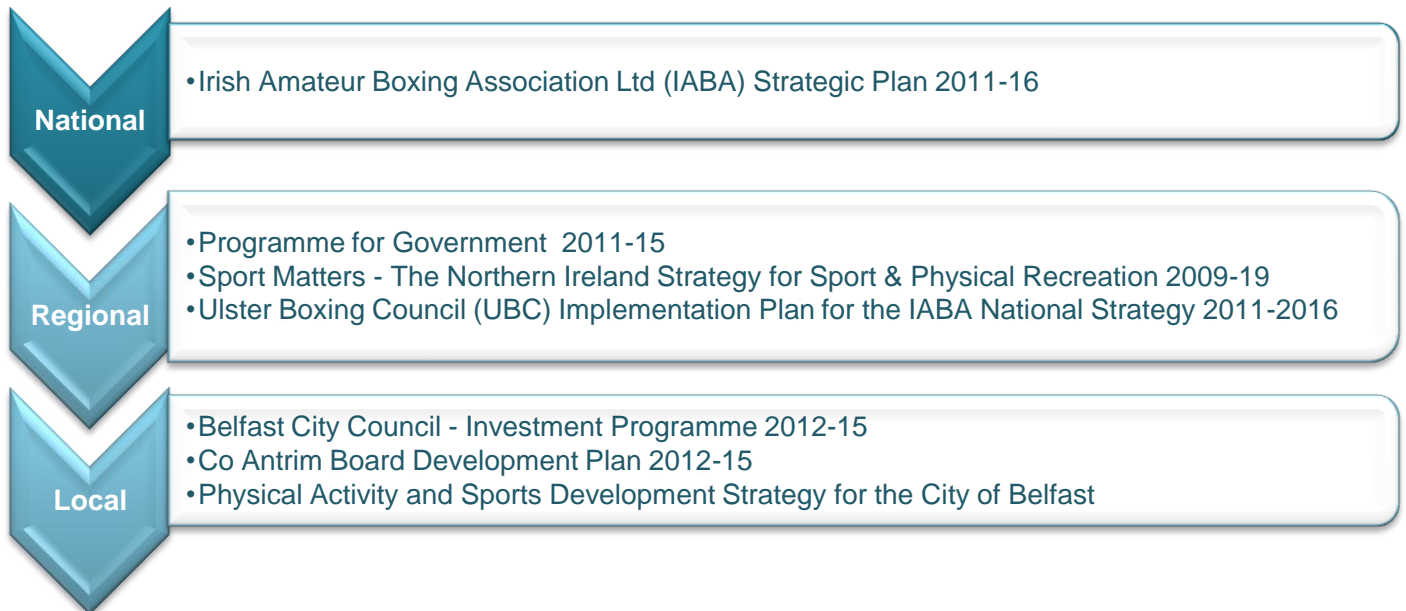 National
•Irish Amateur Boxing Association Ltd (IABA) Strategic Plan 2011-16
Regional
•Programme for Government 2011-15
•Sport Matters - The Northern Ireland Strategy for Sport & Physical Recreation 2009-19
•Ulster Boxing Council (UBC) Implementation Plan for the IABA National Strategy 2011-2016
Local
•Belfast City Council - Investment Programme 2012-15
•Co Antrim Board Development Plan 2012-15
•Physical Activity and Sports Development Strategy for the City of Belfast